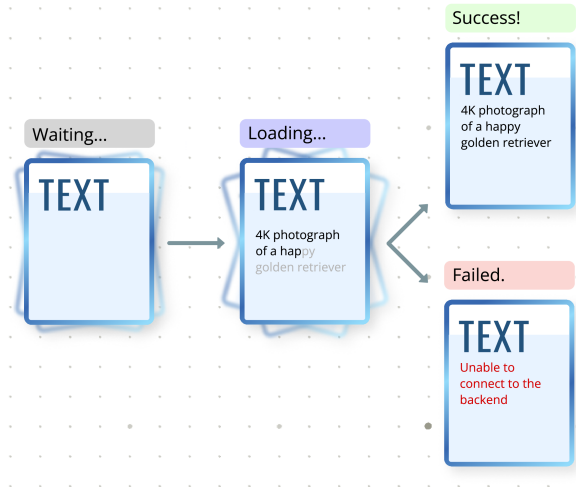 Waiting...
TEXT
Loading...
TEXT
4K photograph
of a happy
golden retriever
Success!
TEXT
4K photograph
of a happy
golden retriever
Failed.
TEXT
Unable to
connect to the
backend